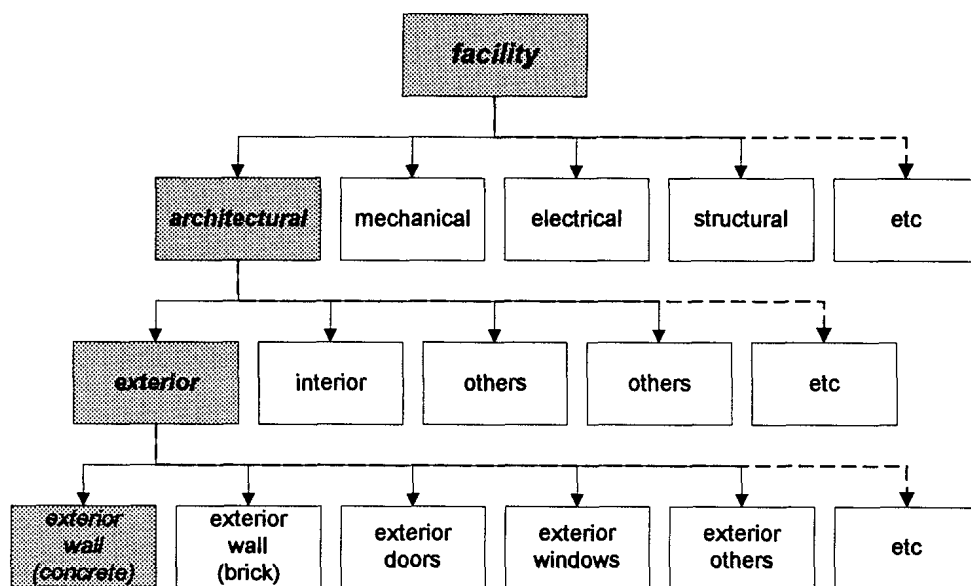 facility
architectural
mechanical
electrical
structural
etc
exterior
interior
others
others
etc
exterior
wall
(concrete)
exterior
wall
(brick)
exterior
doors
exterior
windows
exterior
others
etc